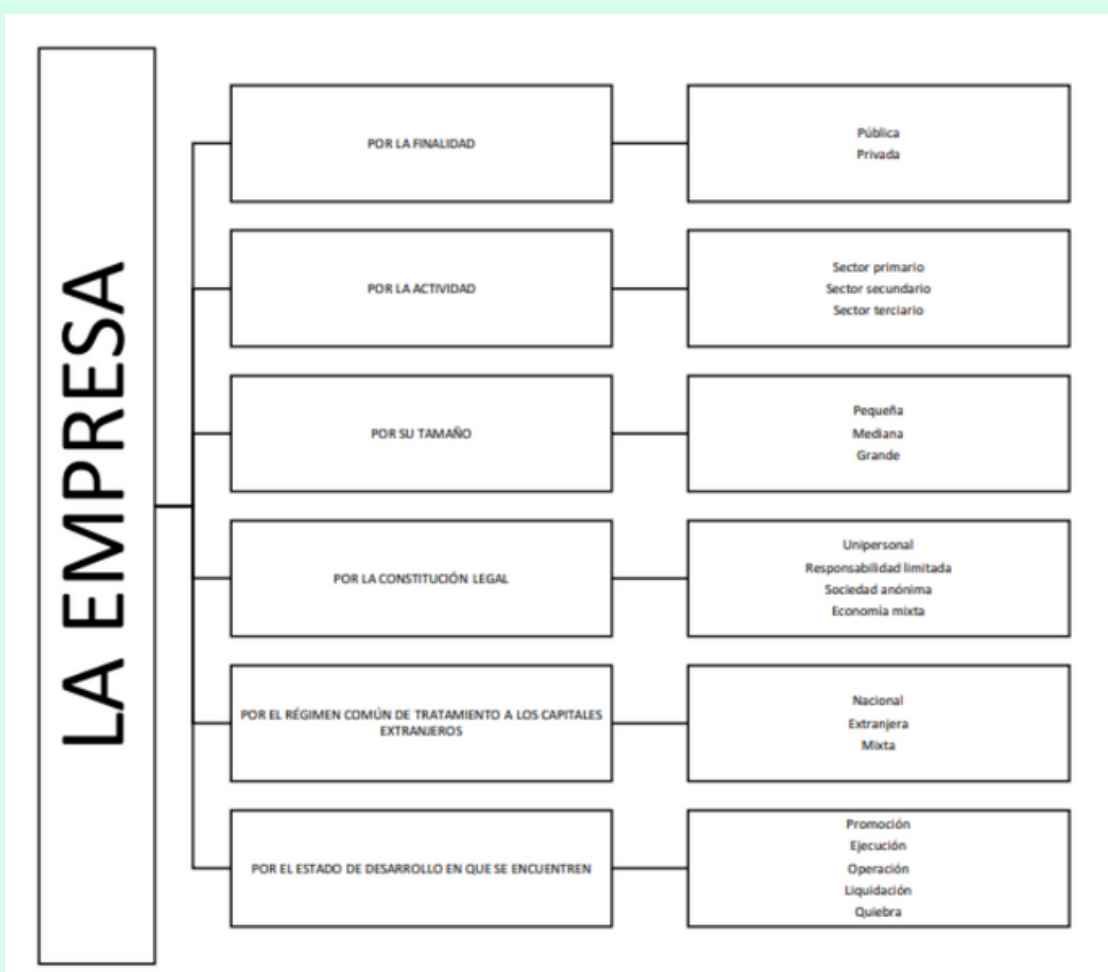 LA EMPRESA
POR LA FINALIDAD
Pública
Privada
POR LA ACTIVIDAD
Sector primario
Sector secundario
Sector terciario
POR SU TAMAÑO
Pequeña
Mediana
Grande
POR LA CONSTITUCIÓN LEGAL
Unipersonal
Responsabilidad limitada
Sociedad anónima
Economía mixta
POR EL RÉGIMEN COMÚN DE TRATAMIENTO A LOS CAPITALES
EXTRANJEROS
Nacional
Extranjera
Mixta
POR EL ESTADO DE DESARROLLO EN QUE SE ENCUENTREN
Promoción
Ejecución
Operación
Liquidación
Quiebra